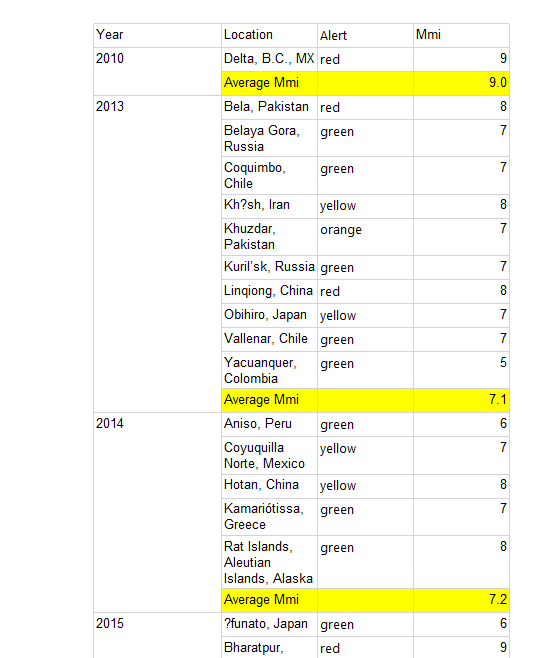 Year Location Alert Mmi
2010 Delta, B.C., MX red 9
Average Mmi 9.0
2013 Bela, Pakistan red 8
Belaya Gora, green 7
Russia
Coquimbo, green 7
Chile
Kh?sh, Iran yellow 8
Khuzdar, orange 7
Pakistan
Kuril'sk, Russia green 7
Linqiong, China red 8
Obihiro, Japan yellow 7
Vallenar, Chile green 7
Yacuanquer, green 5
Colombia
Average Mmi 7.1
2014 Aniso, Peru green 6
Coyuquilla yellow 7
Norte, Mexico
Hotan, China yellow 8
Kamariótissa, green 7
Greece
Rat Islands, green 8
Aleutian
Islands, Alaska
Average Mmi 7.2
2015 ?funato, Japan green 6
Bharatpur, red 9